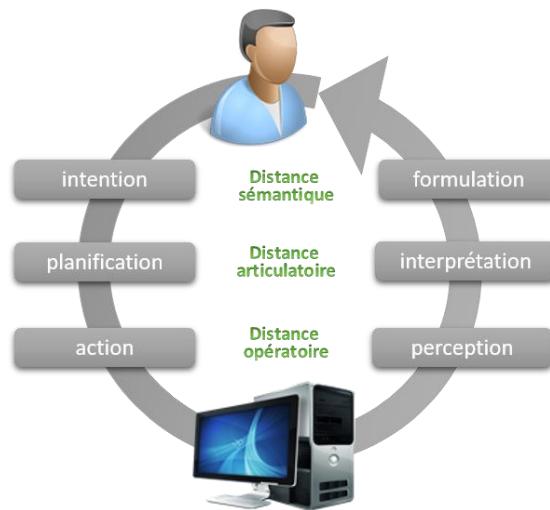 intention
Distance
sémantique
formulation
planification
Distance
articulatoire
interprétation
action
Distance
opératoire
perception